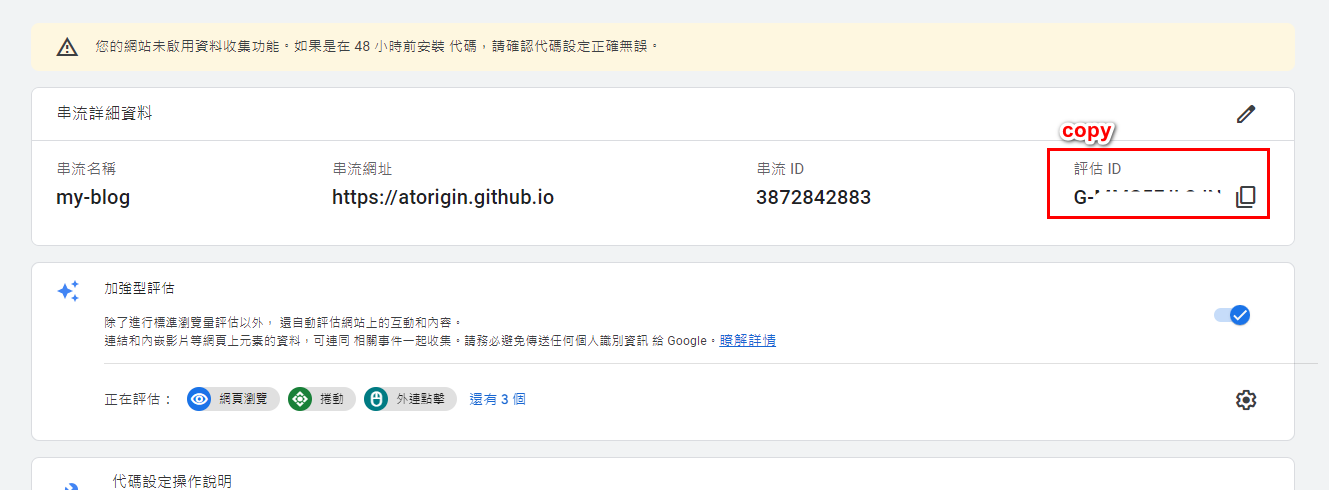 您的網站未啟用資料收集功能。如果是在 48 小時前安裝 代碼，請確認代碼設定正確無誤。
串流詳細資料
copy
串流名稱
串流網址
串流 ID
評估 ID
my-blog
https://atorigin.github.io
3872842883
G-
加強型評估
除了進行標準瀏覽量評估以外， 還自動評估網站上的互動和內容。
連結和內嵌影片等網頁上元素的資料，可連同 相關事件一起收集。請務必避免傳送任何個人識別資訊 給 Google。瞭解詳情
正在評估： 網頁瀏覽 捲動 外連點擊 還有 3 個
代碼設定操作說明